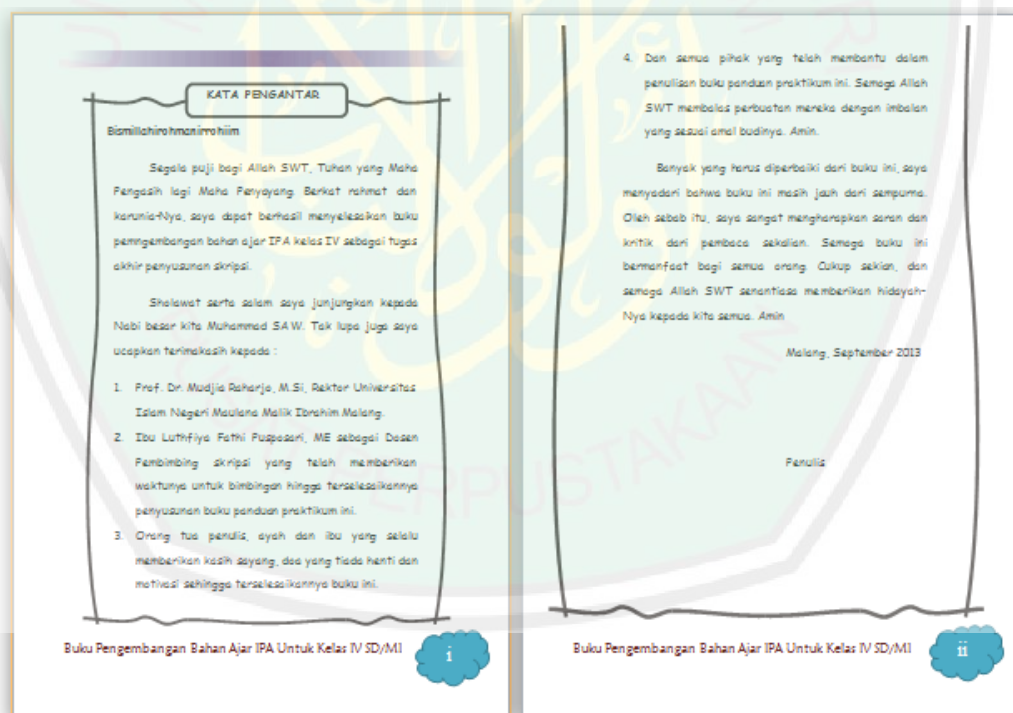 KATA PENGANTAR
Bismillahirohmanirrohiim
Segala puji bagi Allah SWT, Tuhan yang Maha
Pengasih lagi Maha Penyayang. Berkat rahmat dan
karunia-Nya, saya dapat berhasil menyelesaikan buku
pemngembangan bahan ajar IPA kelas IV sebagai tugas
akhir penyusunan skripsi.
Sholawat serta salam saya junjungkan kepada
Nabi besar kita Muhammad SAW. Tak lupa juga saya
ucapkan terimakasih kepada :
1. Prof. Dr. Mudjia Raharjo, M.Si, Rektor Universitas
Islam Negeri Maulana Malik Ibrahim Malang.
2. Ibu Luthfiya Fathi Puspasari, ME sebagai Dosen
Pembimbing skripsi yang telah memberikan
waktunya untuk bimbingan hingga terselesaikannya
penyusunan buku panduan praktikum ini.
3. Orang tua penulis, ayah dan ibu yang selalu
memberikan kasih sayang, doa yang tiada henti dan
motivasi sehingga terselesaikannya buku ini.
Buku Pengembangan Bahan Ajar IPA Untuk Kelas IV SD/MI
i
4. Dan semua pihak yang telah membantu dalam
penulisan buku panduan praktikum ini. Semoga Allah
SWT membalas perbuatan mereka dengan imbalan
yang sesuai amal budinya. Amin.
Banyak yang harus diperbaiki dari buku ini, saya
menyadari bahwa buku ini masih jauh dari sempurna.
Oleh sebab itu, saya sangat mengharapkan saran dan
kritik dari pembaca sekalian. Semoga buku ini
bermanfaat bagi semua orang. Cukup sekian, dan
semoga Allah SWT senantiasa memberikan hidayah-
Nya kepada kita semua. Amin
Malang, September 2013
Penulis
Buku Pengembangan Bahan Ajar IPA Untuk Kelas IV SD/MI
ii